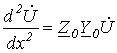 d²U̇/dx² = Z̲₀Y̲₀U̇